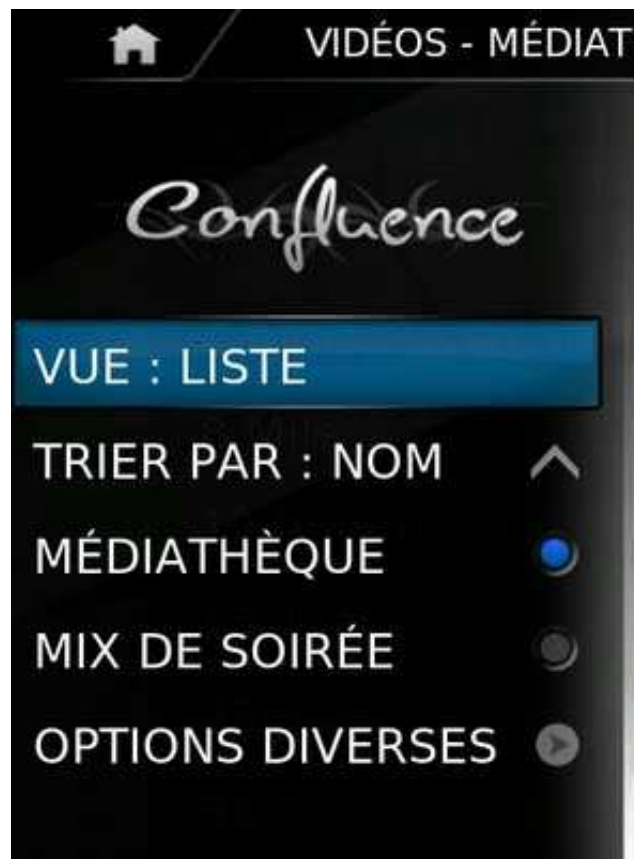 VIDÉOS - MÉDIAT
Confluence
VUE : LISTE
TRIER PAR : NOM
MÉDIATHÈQUE
MIX DE SOIRÉE
OPTIONS DIVERSES